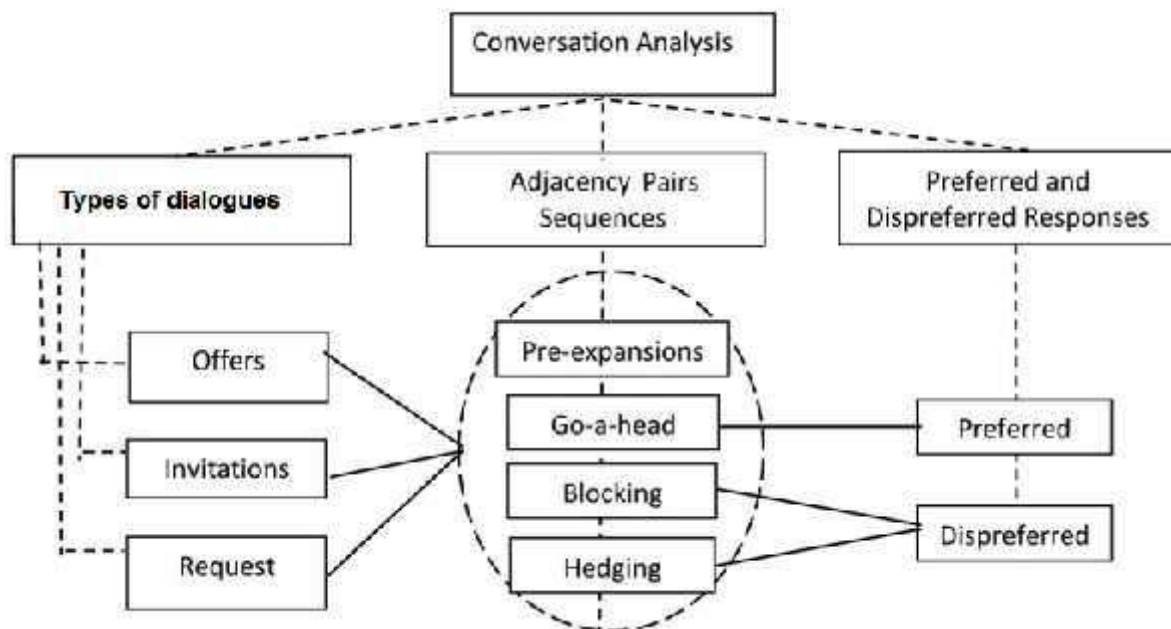 Conversation Analysis
Types of dialogues
Adjacency Pairs
Sequences
Preferred and
Dispreferred Responses
Offers
Invitations
Request
Pre-expansions
Go-a-head
Blocking
Hedging
Preferred
Dispreferred